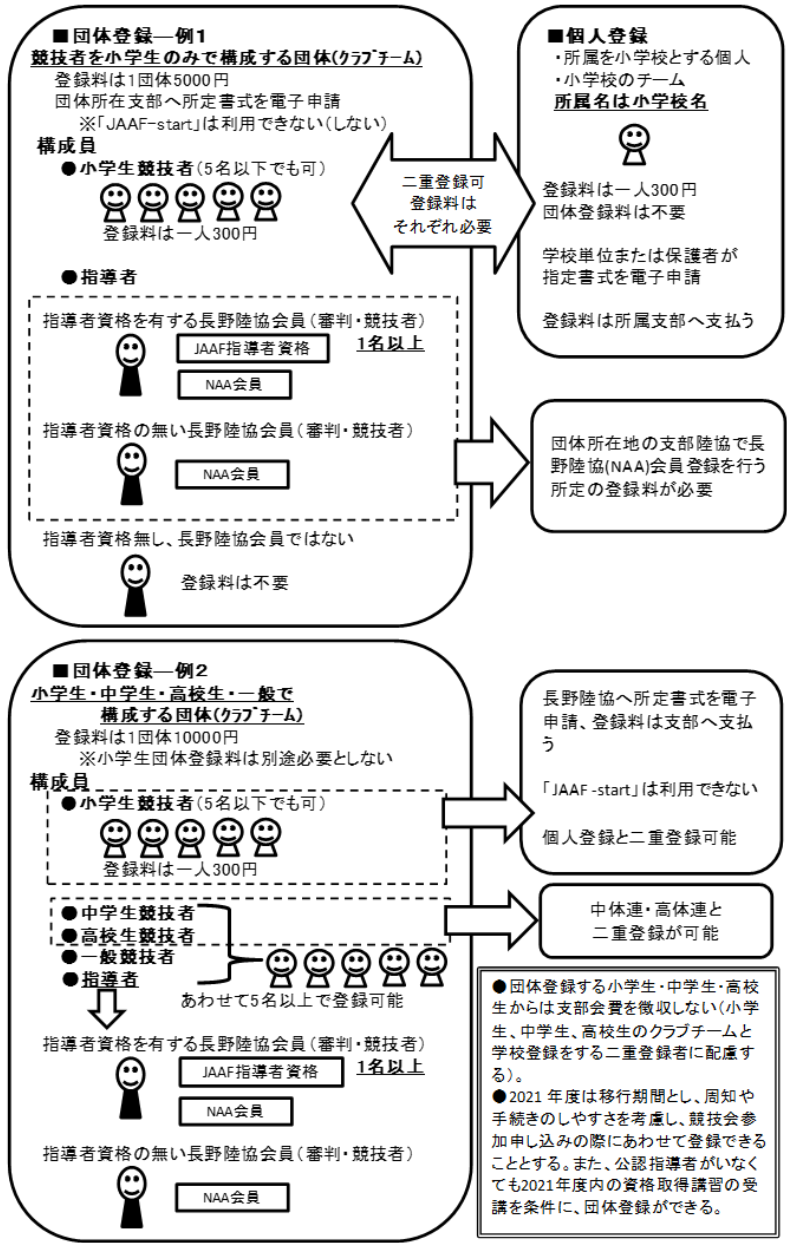 ■団体登録―例1
競技者を小学生のみで構成する団体(クラブチーム)
登録料は1団体5000円
団体所在支部へ所定書式を電子申請
※「JAAF-start」は利用できない(しない)
構成員
●小学生競技者(5名以下でも可)
登録料は一人300円
●指導者
指導者資格を有する長野陸協会員(審判・競技者)
JAAF指導者資格
1名以上
NAA会員
指導者資格の無い長野陸協会員(審判・競技者)
NAA会員
指導者資格無し、長野陸協会員ではない
登録料は不要
二重登録可
登録料は
それぞれ必要
■個人登録
・所属を小学校とする個人
・小学校のチーム
所属名は小学校名
登録料は一人300円
団体登録料は不要
学校単位または保護者が
指定書式を電子申請
登録料は所属支部へ支払う
団体所在地の支部陸協で長
野陸協(NAA)会員登録を行う
所定の登録料が必要
■団体登録―例2
小学生・中学生・高校生・一般で
構成する団体(クラブチーム)
登録料は1団体10000円
※小学生団体登録料は別途必要としない
構成員
●小学生競技者(5名以下でも可)
登録料は一人300円
●中学生競技者
●高校生競技者
●一般競技者
●指導者
あわせて5名以上で登録可能
指導者資格を有する長野陸協会員(審判・競技者)
JAAF指導者資格
1名以上
NAA会員
指導者資格の無い長野陸協会員(審判・競技者)
NAA会員
長野陸協へ所定書式を電子
申請、登録料は支部へ支払
う
「JAAF-start」は利用できない
個人登録と二重登録可能
中体連・高体連と
二重登録が可能
●団体登録する小学生・中学生・高校
生からは支部会費を徴収しない(小学
生、中学生、高校生のクラブチームと
学校登録をする二重登録者に配慮す
る)。
●2021年度は移行期間とし、周知や
手続きのしやすさを考慮し、競技会参
加申し込みの際にあわせて登録できる
こととする。また、公認指導者がいなく
ても2021年度内の資格取得講習の受
講を条件に、団体登録ができる。